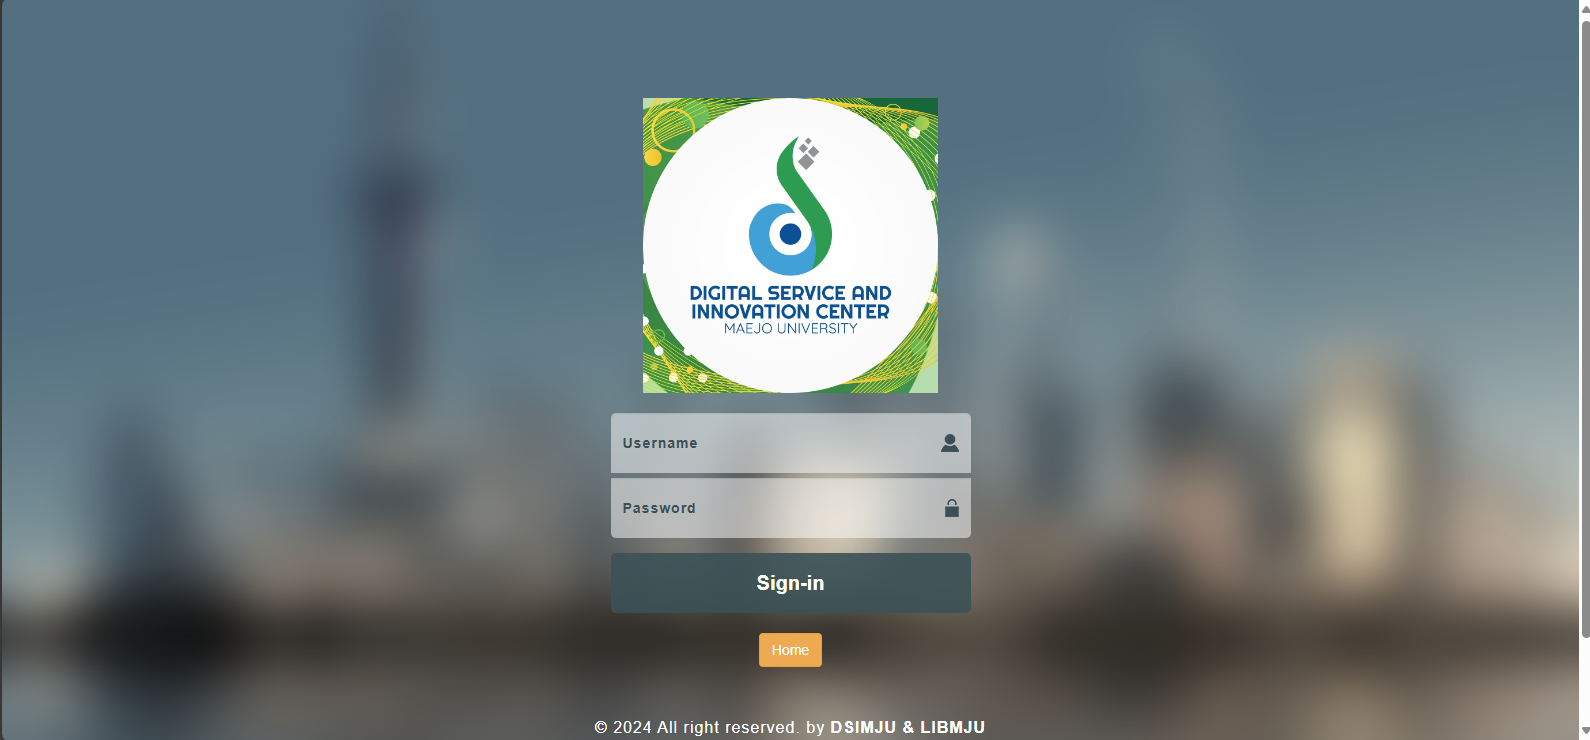 DIGITAL SERVICE AND
INNOVATION CENTER
MAEJO UNIVERSITY
Username
Password
Sign-in
Home
© 2024 All right reserved. by DSIMJU & LIBMJU